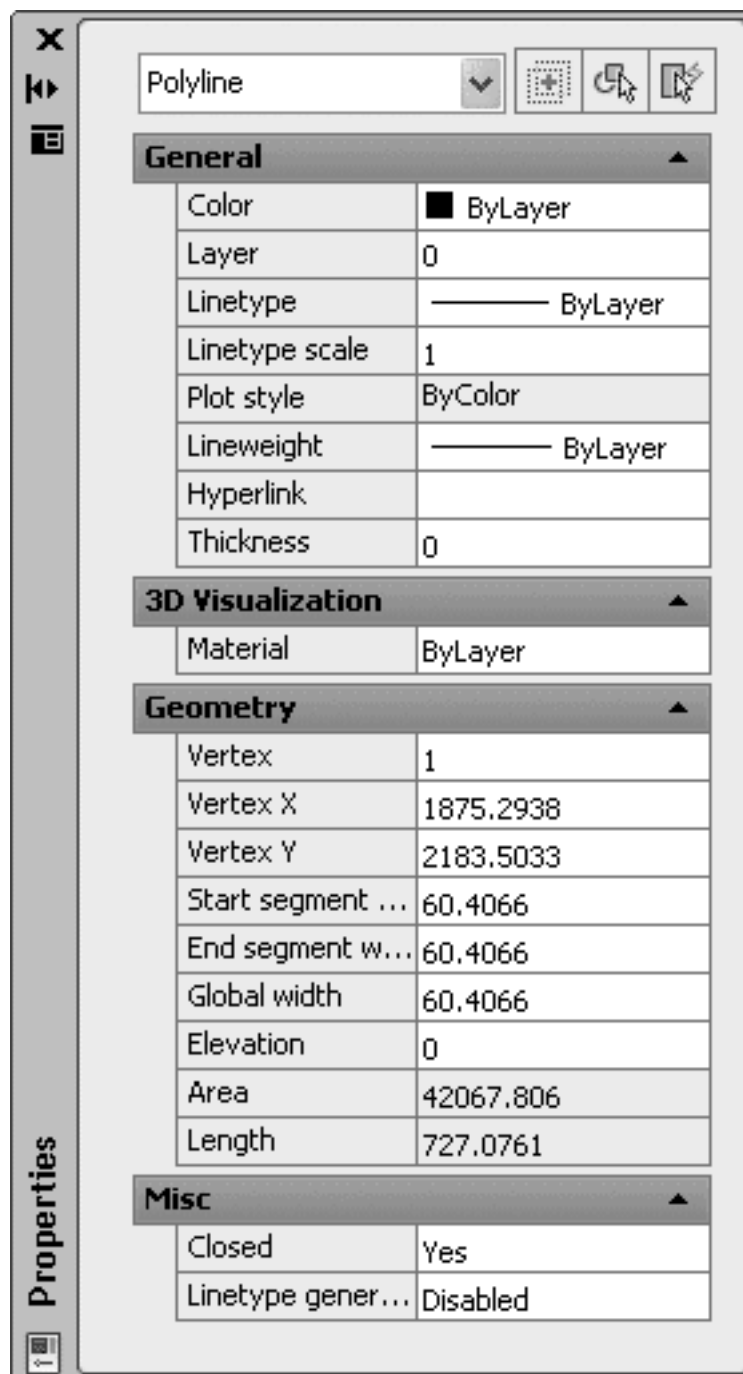 Polyline
General
Color ByLayer
Layer 0
Linetype ByLayer
Linetype scale 1
Plot style ByColor
Lineweight ByLayer
Hyperlink
Thickness 0
3D Visualization
Material ByLayer
Geometry
Vertex 1
Vertex X 1875.2938
Vertex Y 2183.5033
Start segment ... 60.4066
End segment w... 60.4066
Global width 60.4066
Elevation 0
Area 42067.806
Length 727.0761
Misc
Closed Yes
Linetype gener... Disabled
Properties